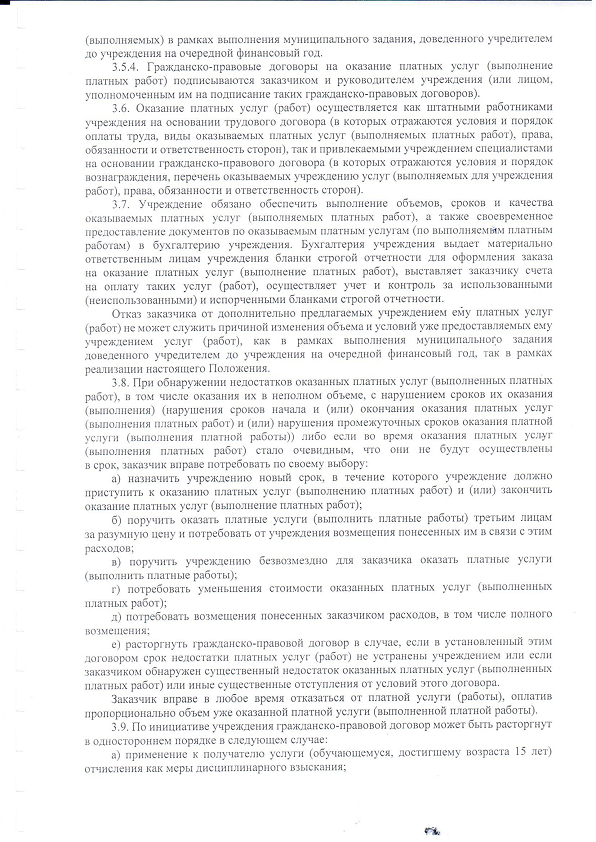 (выполняемых) в рамках выполнения муниципального задания, доведенного учредителем
до учреждения на очередной финансовый год.
3.5.4. Гражданско-правовые договоры на оказание платных услуг (выполнение
платных работ) подписываются заказчиком и руководителем учреждения (или лицом,
уполномоченным им на подписание таких гражданско-правовых договоров).
3.6. Оказание платных услуг (работ) осуществляется как штатными работниками
учреждения на основании трудового договора (в которых отражаются условия и порядок
оплаты труда, виды оказываемых платных услуг (выполняемых платных работ), права,
обязанности и ответственность сторон), так и привлекаемыми учреждением специалистами
на основании гражданско-правового договора (в которых отражаются условия и порядок
вознаграждения, перечень оказываемых учреждению услуг (выполняемых для учреждения
работ), права, обязанности и ответственность сторон).
3.7. Учреждение обязано обеспечить выполнение объемов, сроков и качества
оказываемых платных услуг (выполняемых платных работ), а также своевременное
предоставление документов по оказываемым платным услугам (по выполняемым платным
работам) в бухгалтерию учреждения. Бухгалтерия учреждения выдает материально
ответственным лицам учреждения бланки строгой отчетности для оформления заказа
на оказание платных услуг (выполнение платных работ), выставляет заказчику счета
на оплату таких услуг (работ), осуществляет учет и контроль за использованными
(неиспользованными) и испорченными бланками строгой отчетности.
Отказ заказчика от дополнительно предлагаемых учреждением ему платных услуг
(работ) не может служить причиной изменения объема и условий уже предоставляемых ему
учреждением услуг (работ), как в рамках выполнения муниципального задания
доведенного учредителем до учреждения на очередной финансовый год, так в рамках
реализации настоящего Положения.
3.8. При обнаружении недостатков оказанных платных услуг (выполненных платных
работ), в том числе оказания их в неполном объеме, с нарушением сроков их оказания
(выполнения) (нарушения сроков начала и (или) окончания оказания платных услуг
(выполнения платных работ) и (или) нарушения промежуточных сроков оказания платной
услуги (выполнения платной работы)) либо если во время оказания платных услуг
(выполнения платных работ) стало очевидным, что они не будут осуществлены
в срок, заказчик вправе потребовать по своему выбору:
а) назначить учреждению новый срок, в течение которого учреждение должно
приступить к оказанию платных услуг (выполнению платных работ) и (или) закончить
оказание платных услуг (выполнение платных работ);
б) поручить оказать платные услуги (выполнить платные работы) третьим лицам
за разумную цену и потребовать от учреждения возмещения понесенных им в связи с этим
расходов;
в) поручить учреждению безвозмездно для заказчика оказать платные услуги
(выполнить платные работы);
г) потребовать уменьшения стоимости оказанных платных услуг (выполненных
платных работ);
д) потребовать возмещения понесенных заказчиком расходов, в том числе полного
возмещения;
е) расторгнуть гражданско-правовой договор в случае, если в установленный этим
договором срок недостатки платных услуг (работ) не устранены учреждением или если
заказчиком обнаружен существенный недостаток оказанных платных услуг (выполненных
платных работ) или иные существенные отступления от условий этого договора.
Заказчик вправе в любое время отказаться от платной услуги (работы), оплатив
пропорционально объем уже оказанной платной услуги (выполненной платной работы).
3.9. По инициативе учреждения гражданско-правовой договор может быть расторгнут
в одностороннем порядке в следующем случае:
а) применение к получателю услуги (обучающемуся, достигшему возраста 15 лет)
отчисления как меры дисциплинарного взыскания;